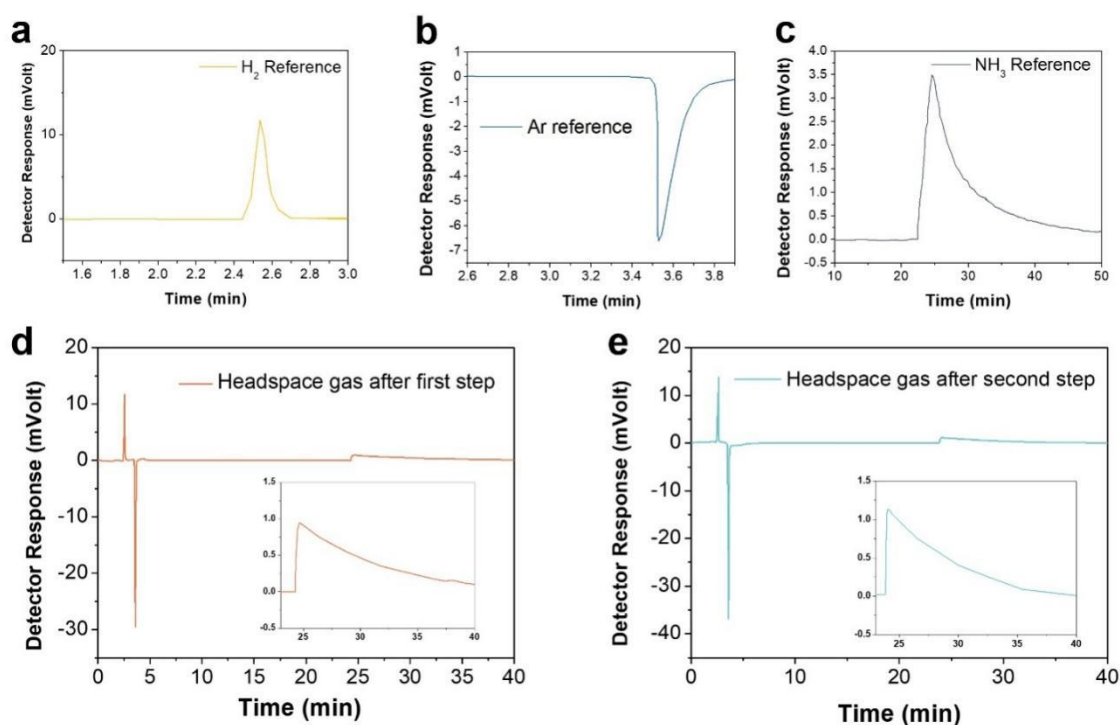 a
20
10
0
Detector Response (mVolt)
H2 Reference
1.6 1.8 2.0 2.2 2.4 2.6 2.8 3.0
Time (min)
b
1
0
-1
-2
-3
-4
-5
-6
-7
Detector Response (mVolt)
Ar reference
2.6 2.8 3.0 3.2 3.4 3.6 3.8
Time (min)
c
4.0
3.5
3.0
2.5
2.0
1.5
1.0
0.5
0.0
-0.5
Detector Response (mVolt)
NH3 Reference
10 20 30 40 50
Time (min)
d
20
10
0
-10
-20
-30
Detector Response (mVolt)
Headspace gas after first step
1.5
1.0
0.5
0.0
-0.5
25 30 35 40
0 5 10 15 20 25 30 35 40
Time (min)
e
20
10
0
-10
-20
-30
-40
Detector Response (mVolt)
Headspace gas after second step
1.5
1.0
0.5
0.0
-0.5
25 30 35 40
0 10 20 30 40
Time (min)